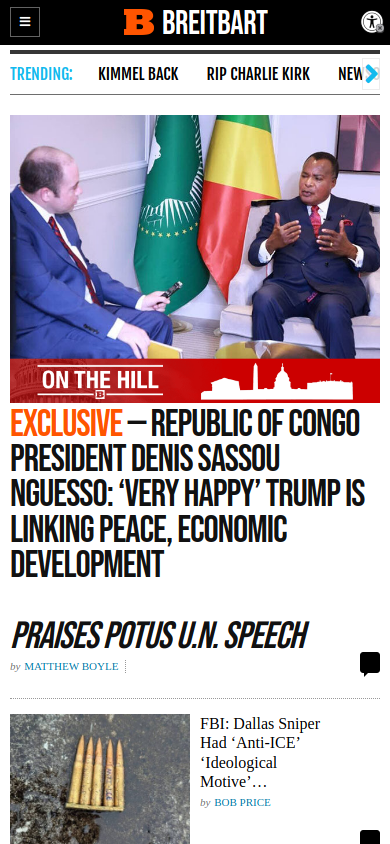 BREITBART
TRENDING:
KIMMEL BACK
RIP CHARLIE KIRK
NEW
ON THE HILL
EXCLUSIVE — REPUBLIC OF CONGO
PRESIDENT DENIS SASSOU
NGUESSO: ‘VERY HAPPY’ TRUMP IS
LINKING PEACE, ECONOMIC
DEVELOPMENT
PRAISES POTUS U.N. SPEECH
by MATTHEW BOYLE
FBI: Dallas Sniper
Had ‘Anti-ICE’
‘Ideological
Motive’…
by BOB PRICE